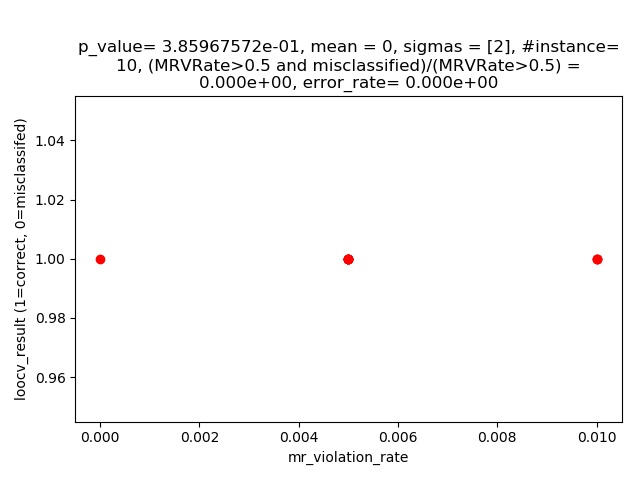 p_value= 3.85967572e-01, mean = 0, sigmas = [2], #instance=
10, (MRVRate>0.5 and misclassified)/(MRVRate>0.5) =
0.000e+00, error_rate= 0.000e+00
loocv_result (1=correct, 0=misclassifed)
1.04
1.02
1.00
0.98
0.96
0.000
0.002
0.004
0.006
0.008
0.010
mr_violation_rate